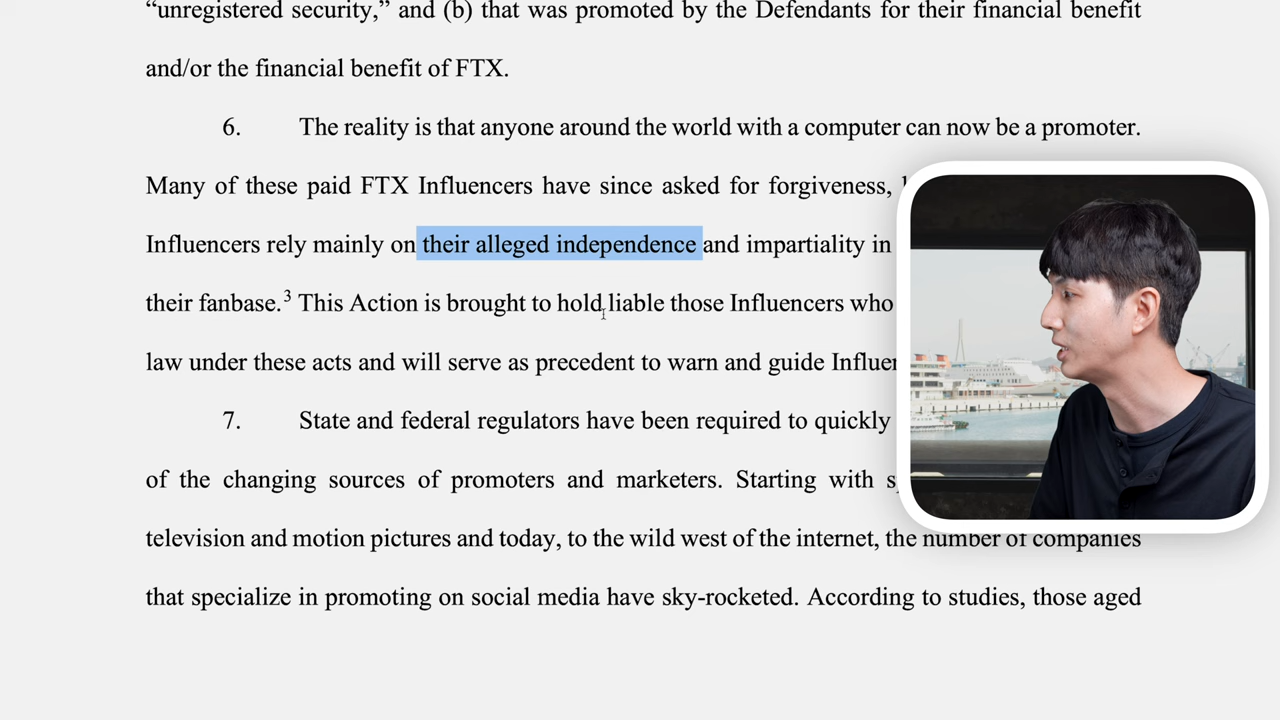 “unregistered security,” and (b) that was promoted by the Defendants for their financial benefit
and/or the financial benefit of FTX.
6. The reality is that anyone around the world with a computer can now be a promoter.
Many of these paid FTX Influencers have since asked for forgiveness,
Influencers rely mainly on their alleged independence and impartiality in
their fanbase.3 This Action is brought to hold liable those Influencers who
law under these acts and will serve as precedent to warn and guide
7. State and federal regulators have been required to quickly
of the changing sources of promoters and marketers. Starting with
television and motion pictures and today, to the wild west of the internet, the number of companies
that specialize in promoting on social media have sky-rocketed. According to studies, those aged